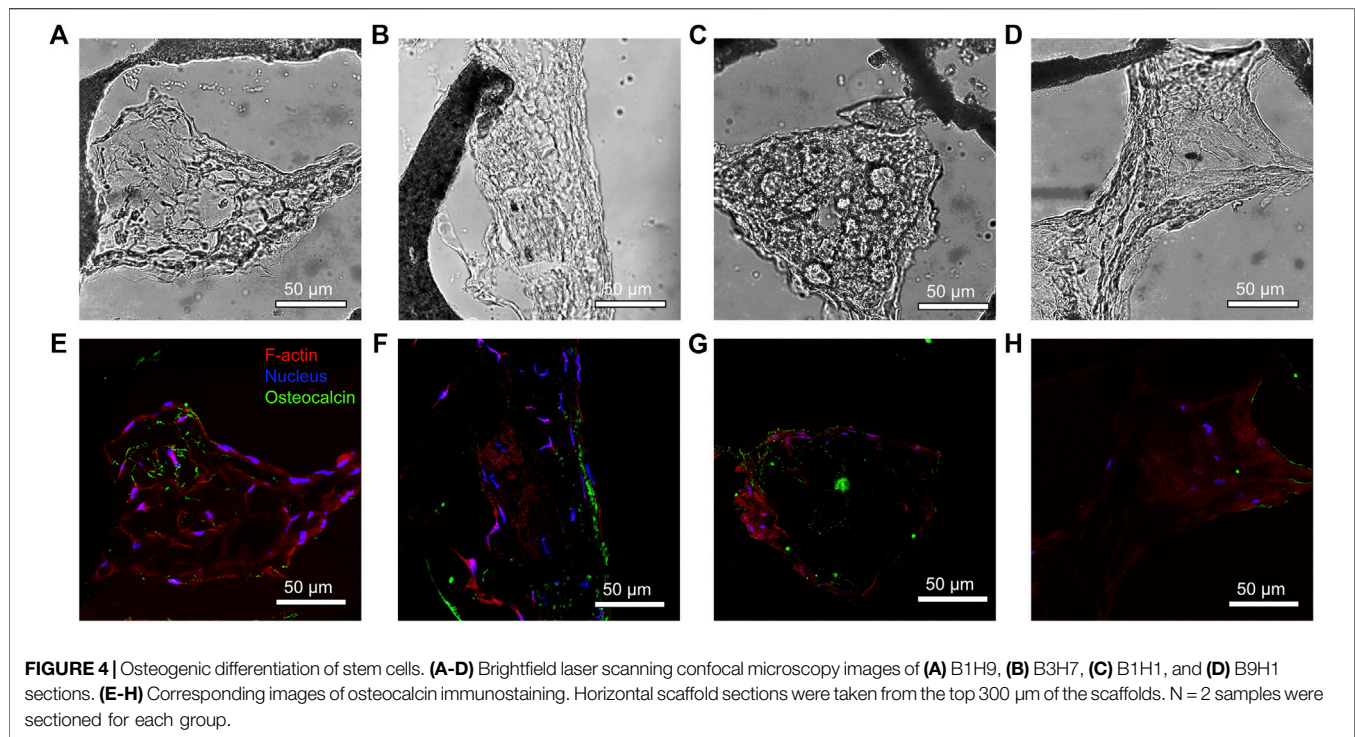 A B C D
50 µm 50 µm 50 µm 50 µm
E F G H
F-actin
Nucleus
Osteocalcin
50 µm 50 µm 50 µm 50 µm
FIGURE 4 | Osteogenic differentiation of stem cells. (A-D) Brightfield laser scanning confocal microscopy images of (A) B1H9, (B) B3H7, (C) B1H1, and (D) B9H1
sections. (E-H) Corresponding images of osteocalcin immunostaining. Horizontal scaffold sections were taken from the top 300 µm of the scaffolds. N = 2 samples were
sectioned for each group.